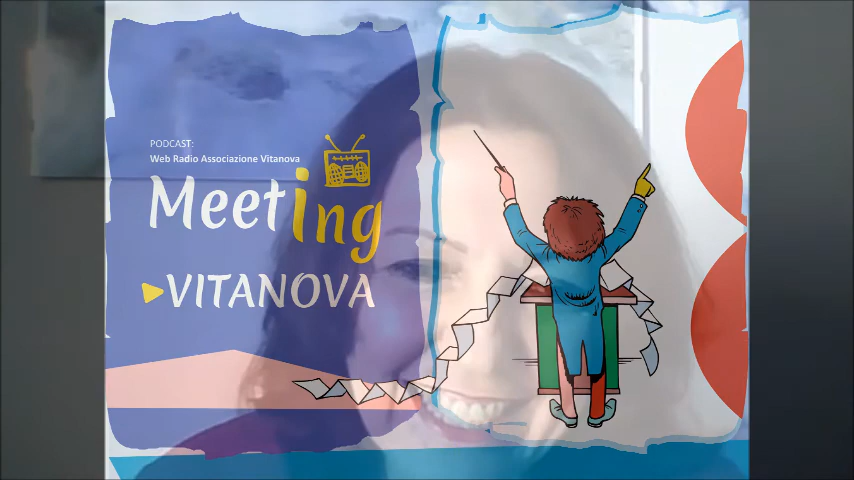 PODCAST:
Web Radio Associazione Vitanova
Meeting
VITANOVA